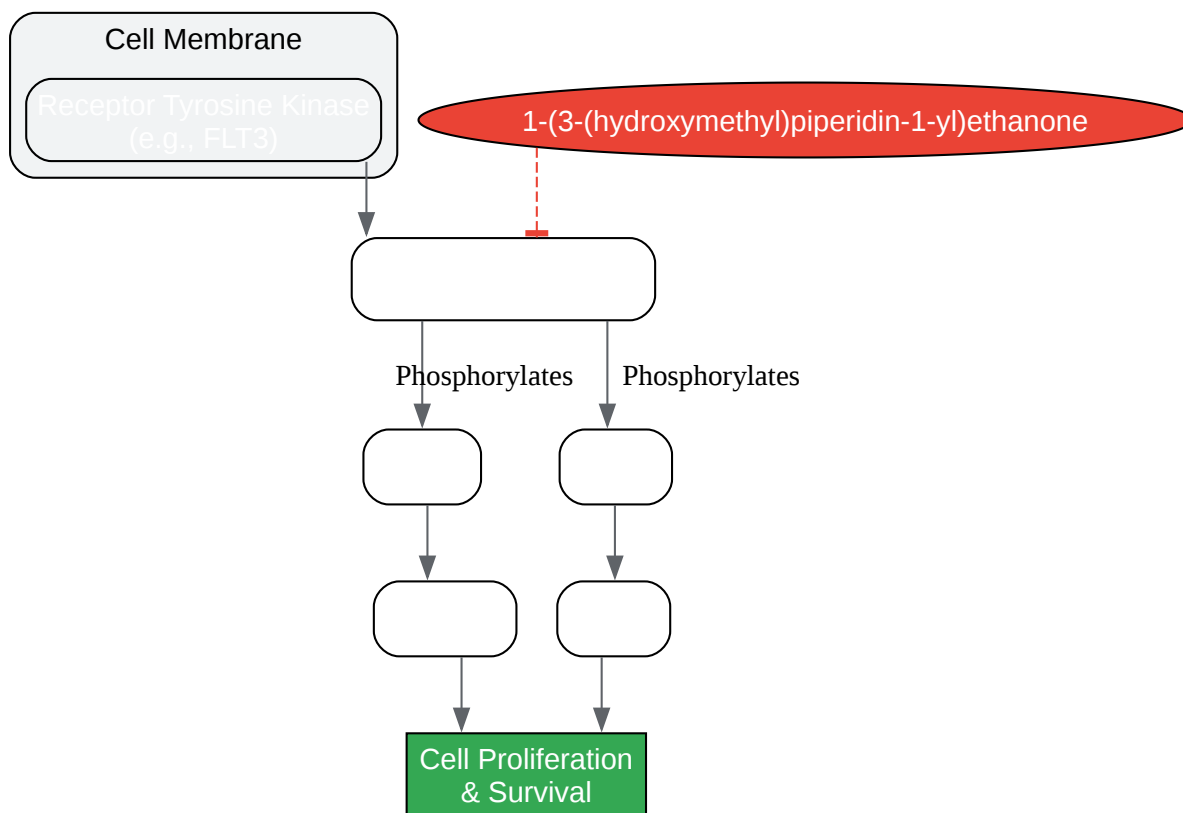 Cell Membrane
Receptor Tyrosine Kinase
(e.g., FLT3)
1-(3-(hydroxymethyl)piperidin-1-yl)ethanone
Phosphorylates
Phosphorylates
Cell Proliferation
& Survival